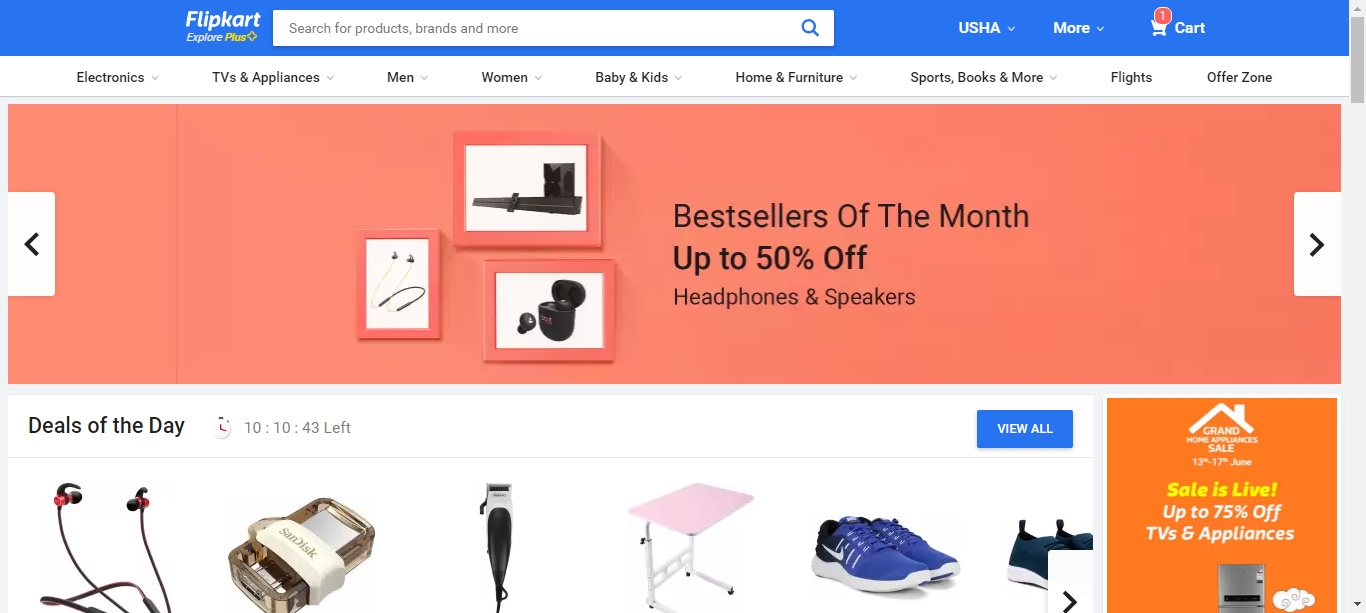 Flipkart
Explore Plus
Search for products, brands and more
USHA
More
1
Cart
Electronics
TVs & Appliances
Men
Women
Baby & Kids
Home & Furniture
Sports, Books & More
Flights
Offer Zone
Bestsellers Of The Month
Up to 50% Off
Headphones & Speakers
Deals of the Day
10 : 10 : 43 Left
VIEW ALL
SanDisk
GRAND
HOME APPLIANCES
SALE
13th-17th June
Sale is Live!
Up to 75% Off
TVs & Appliances